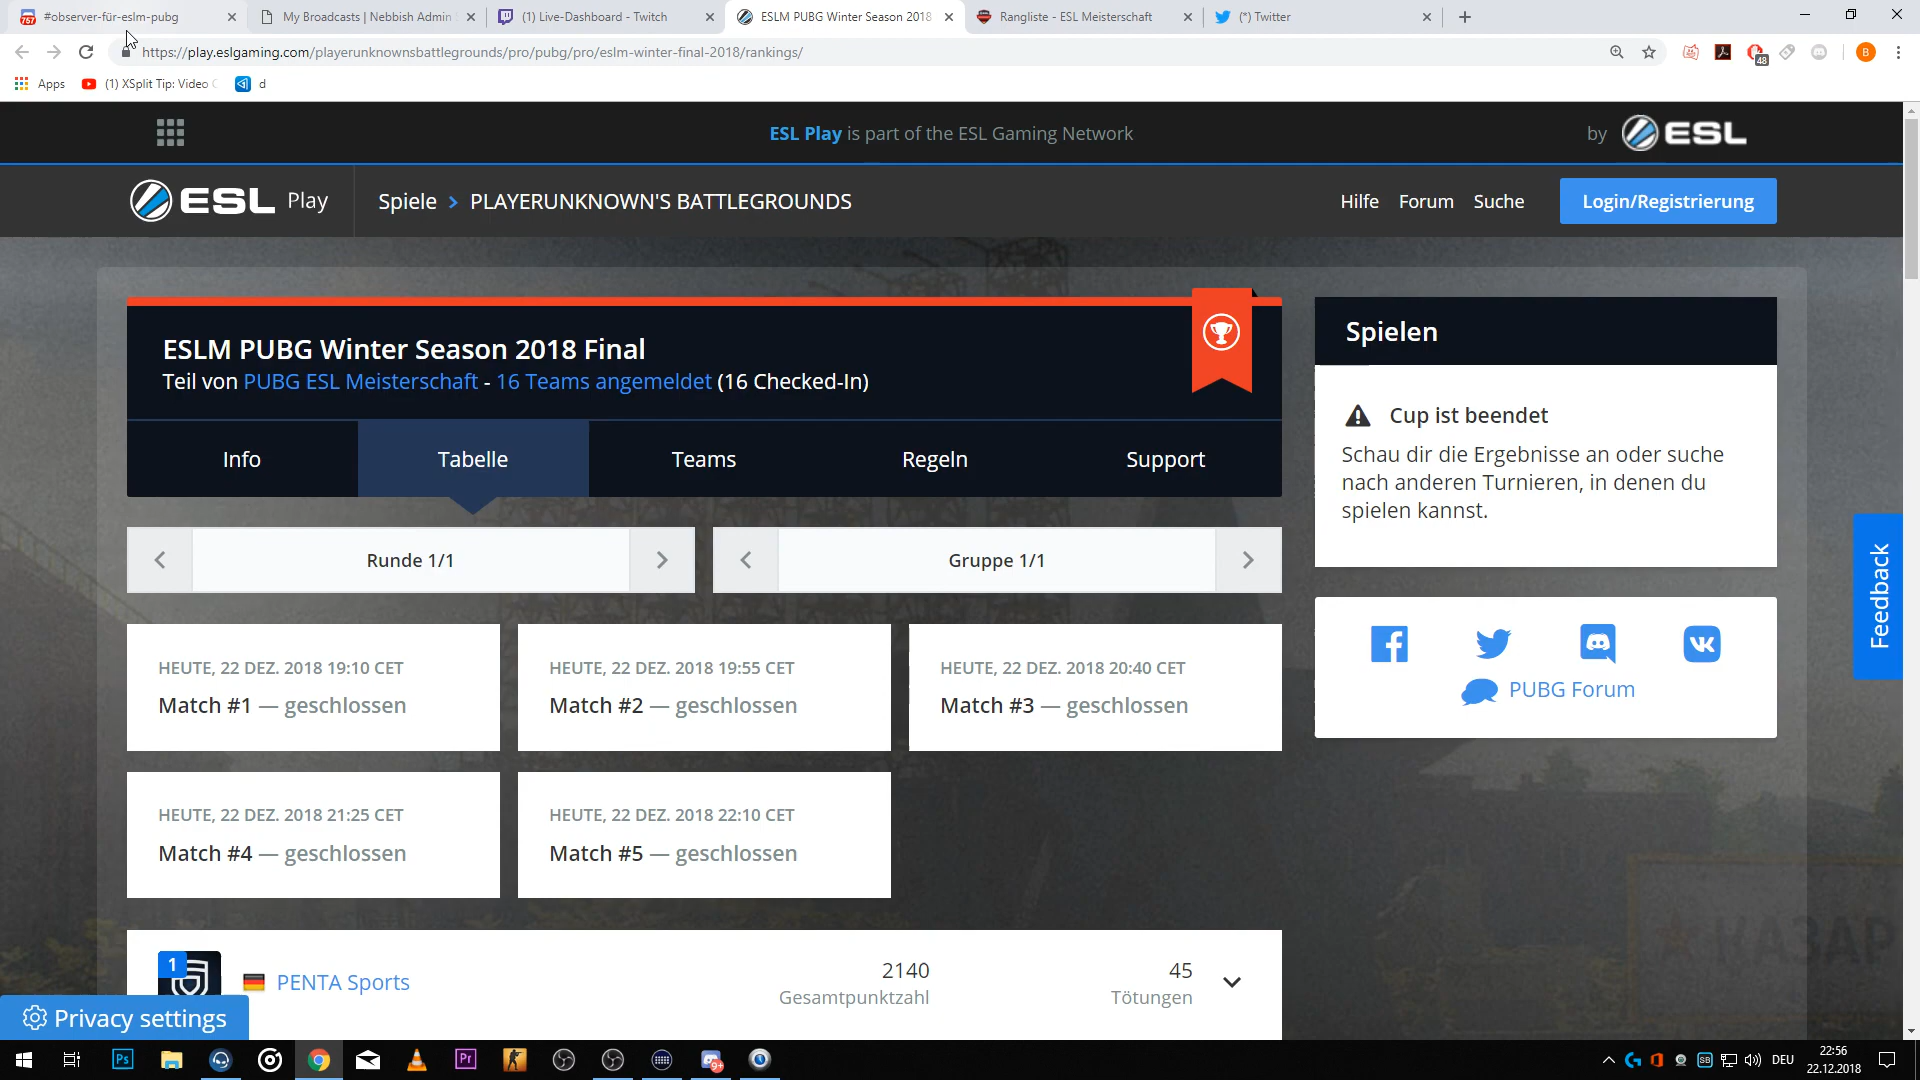 #observer-für-eslm-pubg
My Broadcasts | Nebbish Admin
(1) Live-Dashboard - Twitch
ESLM PUBG Winter Season 2018
Rangliste - ESL Meisterschaft
(*) Twitter
https://play.eslgaming.com/playerunknownsbattlegrounds/pro/pubg/pro/eslm-winter-final-2018/rankings/
48
B
Apps
(1) XSplit Tip: Video
d
ESL Play is part of the ESL Gaming Network
by ESL
ESL Play
Spiele > PLAYERUNKNOWN'S BATTLEGROUNDS
Hilfe
Forum
Suche
Login/Registrierung
ESLM PUBG Winter Season 2018 Final
Teil von PUBG ESL Meisterschaft - 16 Teams angemeldet (16 Checked-In)
Info
Tabelle
Teams
Regeln
Support
Runde 1/1
Gruppe 1/1
HEUTE, 22 DEZ. 2018 19:10 CET
Match #1 — geschlossen
HEUTE, 22 DEZ. 2018 19:55 CET
Match #2 — geschlossen
HEUTE, 22 DEZ. 2018 20:40 CET
Match #3 — geschlossen
HEUTE, 22 DEZ. 2018 21:25 CET
Match #4 — geschlossen
HEUTE, 22 DEZ. 2018 22:10 CET
Match #5 — geschlossen
1
PENTA Sports
2140
Gesamtpunktzahl
45
Tötungen
Spielen
Cup ist beendet
Schau dir die Ergebnisse an oder suche
nach anderen Turnieren, in denen du
spielen kannst.
PUBG Forum
Feedback
КАЗАР
Privacy settings
Ps
Pr
9+
SB
DEU
22:56
22.12.2018